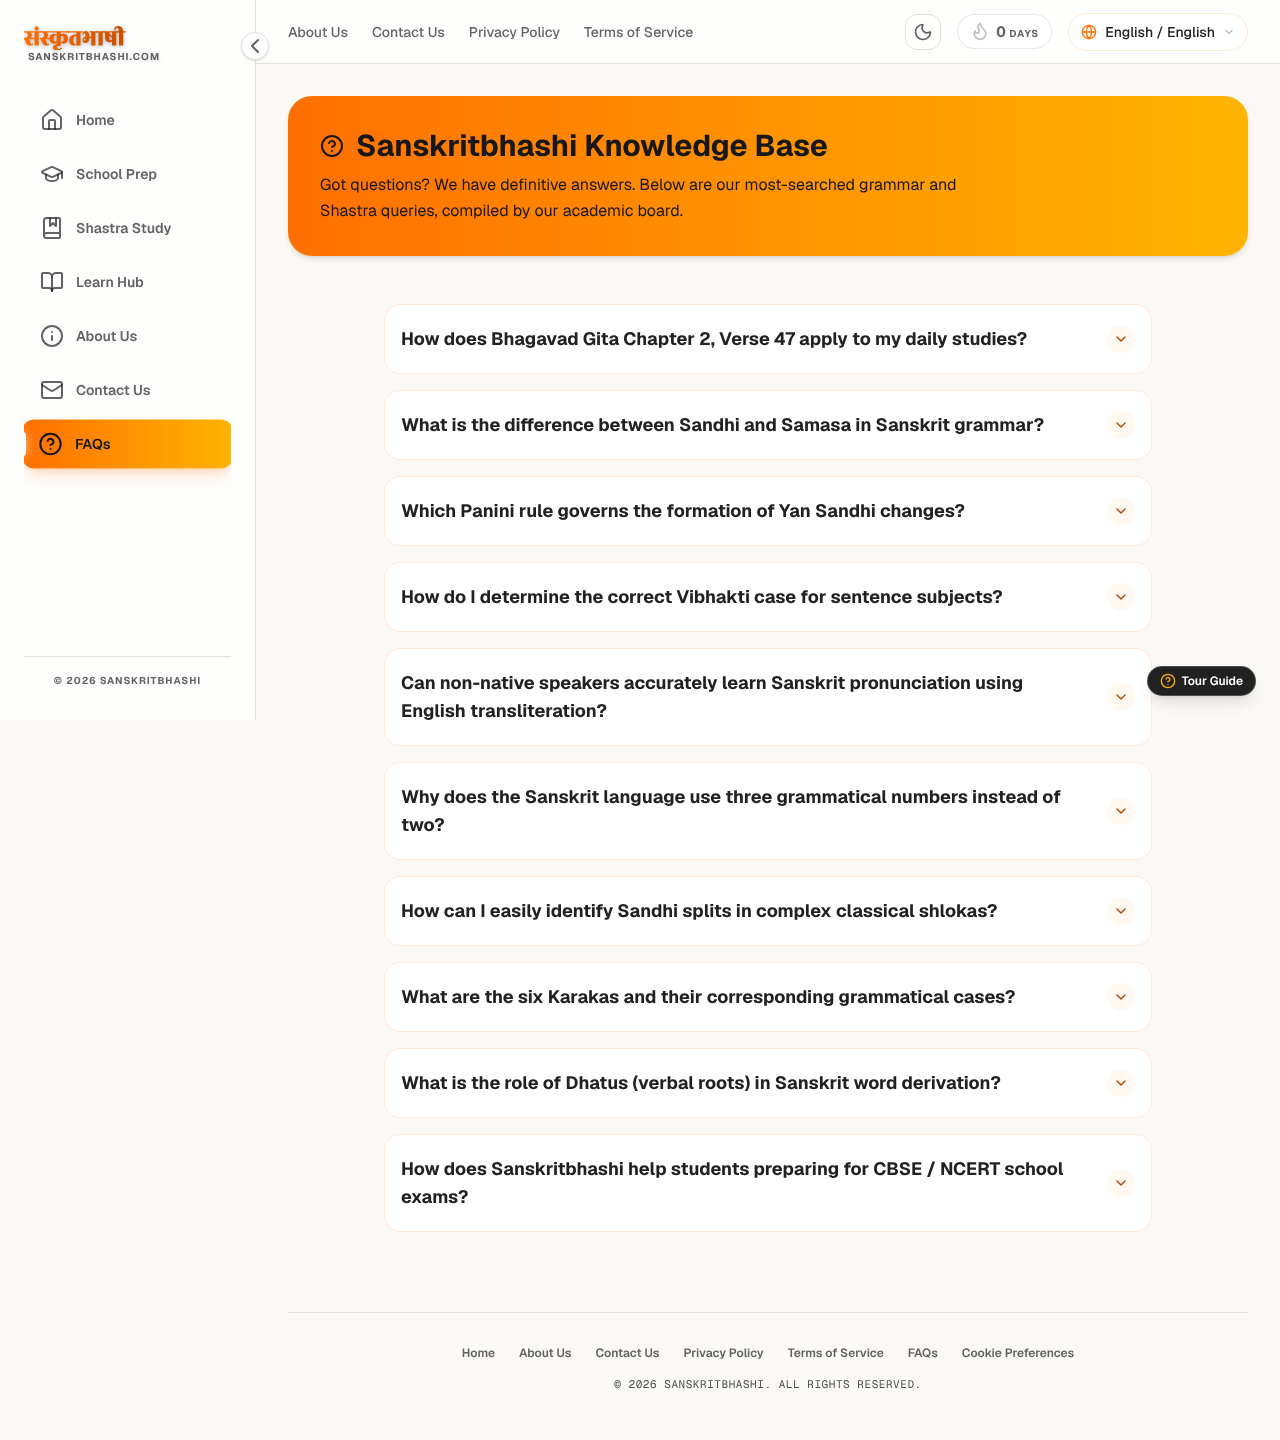 संस्कृतभाषी
SANSKRITBHASHI.COM
Home
School Prep
Shastra Study
Learn Hub
About Us
Contact Us
FAQs
© 2026 SANSKRITBHASHI
About Us
Contact Us
Privacy Policy
Terms of Service
0 DAYS
English / English
Sanskritbhashi Knowledge Base
Got questions? We have definitive answers. Below are our most-searched grammar and
Shastra queries, compiled by our academic board.
How does Bhagavad Gita Chapter 2, Verse 47 apply to my daily studies?
What is the difference between Sandhi and Samasa in Sanskrit grammar?
Which Panini rule governs the formation of Yan Sandhi changes?
How do I determine the correct Vibhakti case for sentence subjects?
Can non-native speakers accurately learn Sanskrit pronunciation using
English transliteration?
Tour Guide
Why does the Sanskrit language use three grammatical numbers instead of
two?
How can I easily identify Sandhi splits in complex classical shlokas?
What are the six Karakas and their corresponding grammatical cases?
What is the role of Dhatus (verbal roots) in Sanskrit word derivation?
How does Sanskritbhashi help students preparing for CBSE / NCERT school
exams?
Home
About Us
Contact Us
Privacy Policy
Terms of Service
FAQs
Cookie Preferences
© 2026 SANSKRITBHASHI. ALL RIGHTS RESERVED.